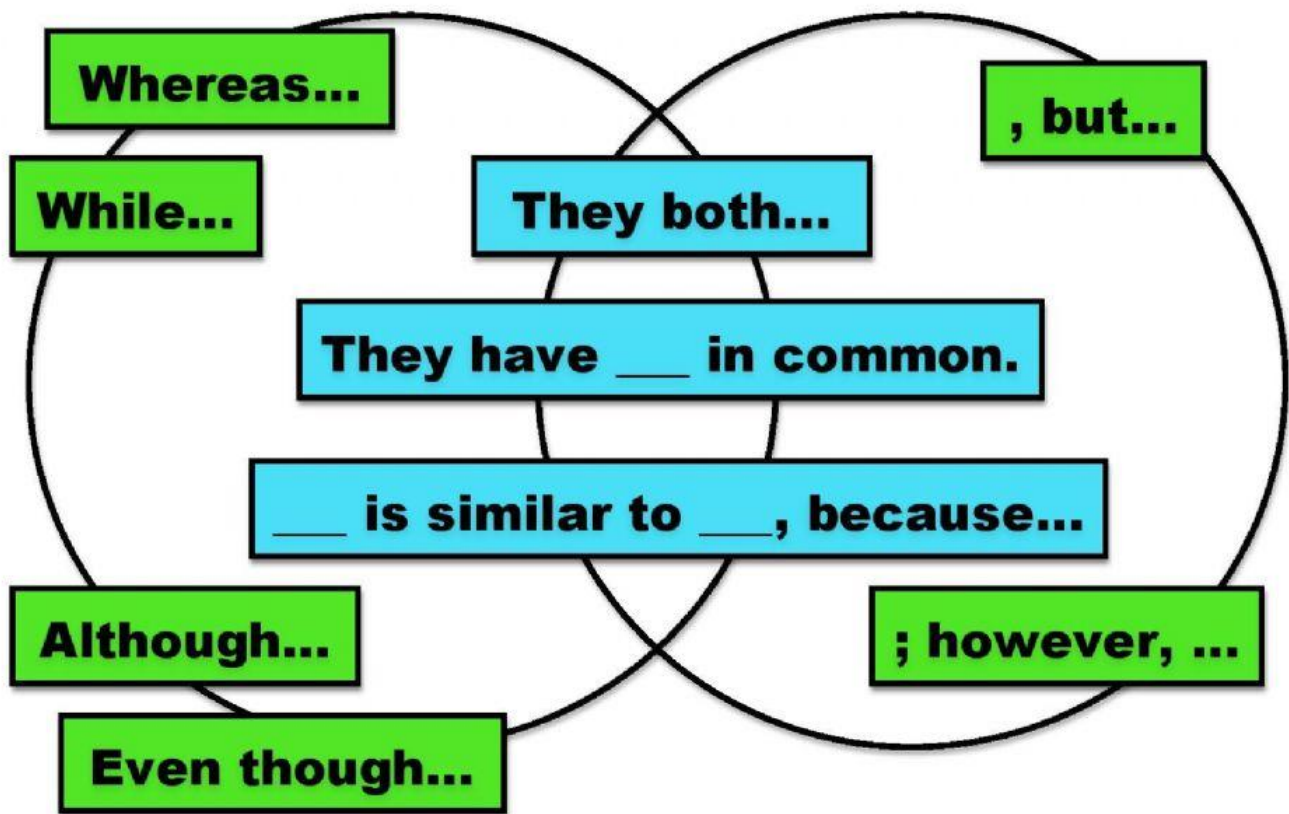 Whereas...
, but...
While...
They both...
They have ___ in common.
___ is similar to ___, because...
Although...
; however, ...
Even though...